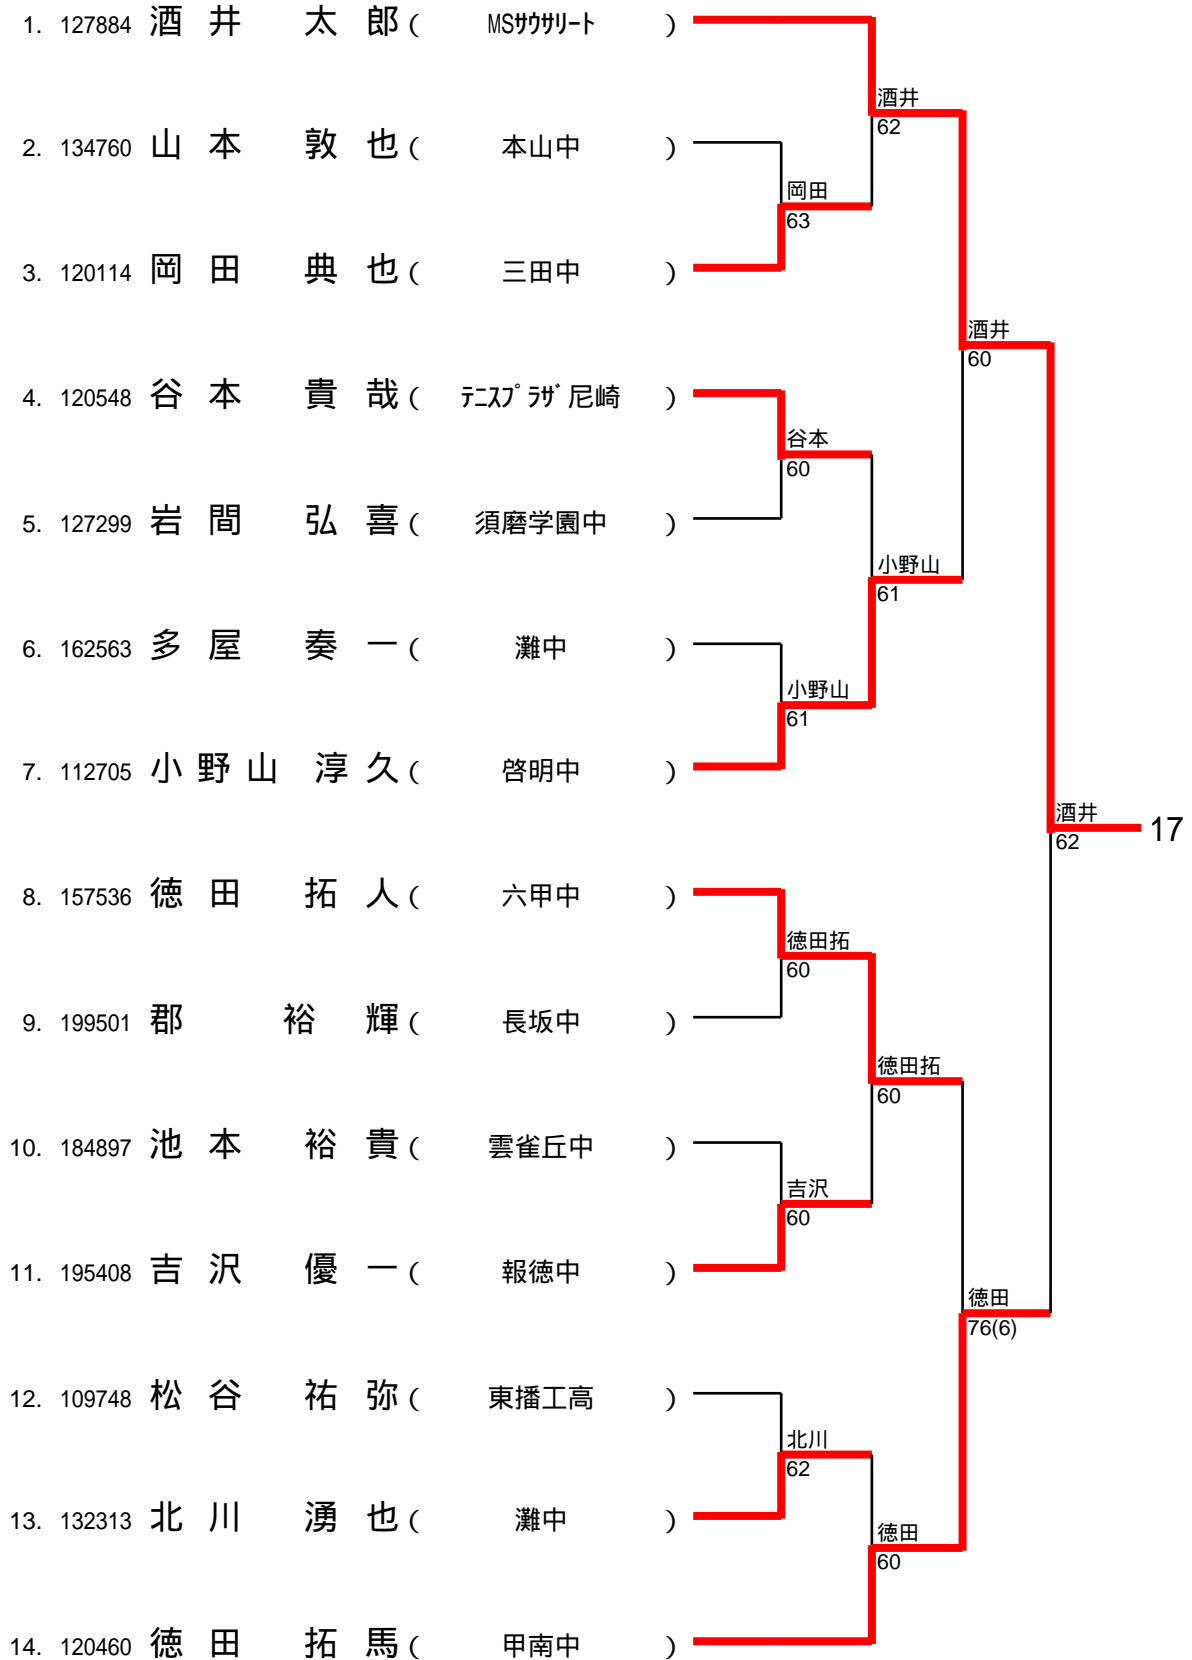 1. 127884 酒井 太郎 ( MSサウサリート )
酒井
62
2. 134760 山本 敦也 ( 本山中 )
岡田
63
3. 120114 岡田 典也 ( 三田中 )
酒井
60
4. 120548 谷本 貴哉 ( テニスプラザ尼崎 )
谷本
60
5. 127299 岩間 弘喜 ( 須磨学園中 )
小野山
61
6. 162563 多屋 奏一 ( 灘中 )
小野山
61
7. 112705 小野山 淳久 ( 啓明中 )
酒井
62
17
8. 157536 徳田 拓人 ( 六甲中 )
徳田拓
60
9. 199501 郡 裕輝 ( 長坂中 )
徳田拓
60
10. 184897 池本 裕貴 ( 雲雀丘中 )
吉沢
60
11. 195408 吉沢 優一 ( 報徳中 )
徳田
76(6)
12. 109748 松谷 祐弥 ( 東播工高 )
北川
62
13. 132313 北川 湧也 ( 灘中 )
徳田
60
14. 120460 徳田 拓馬 ( 甲南中 )